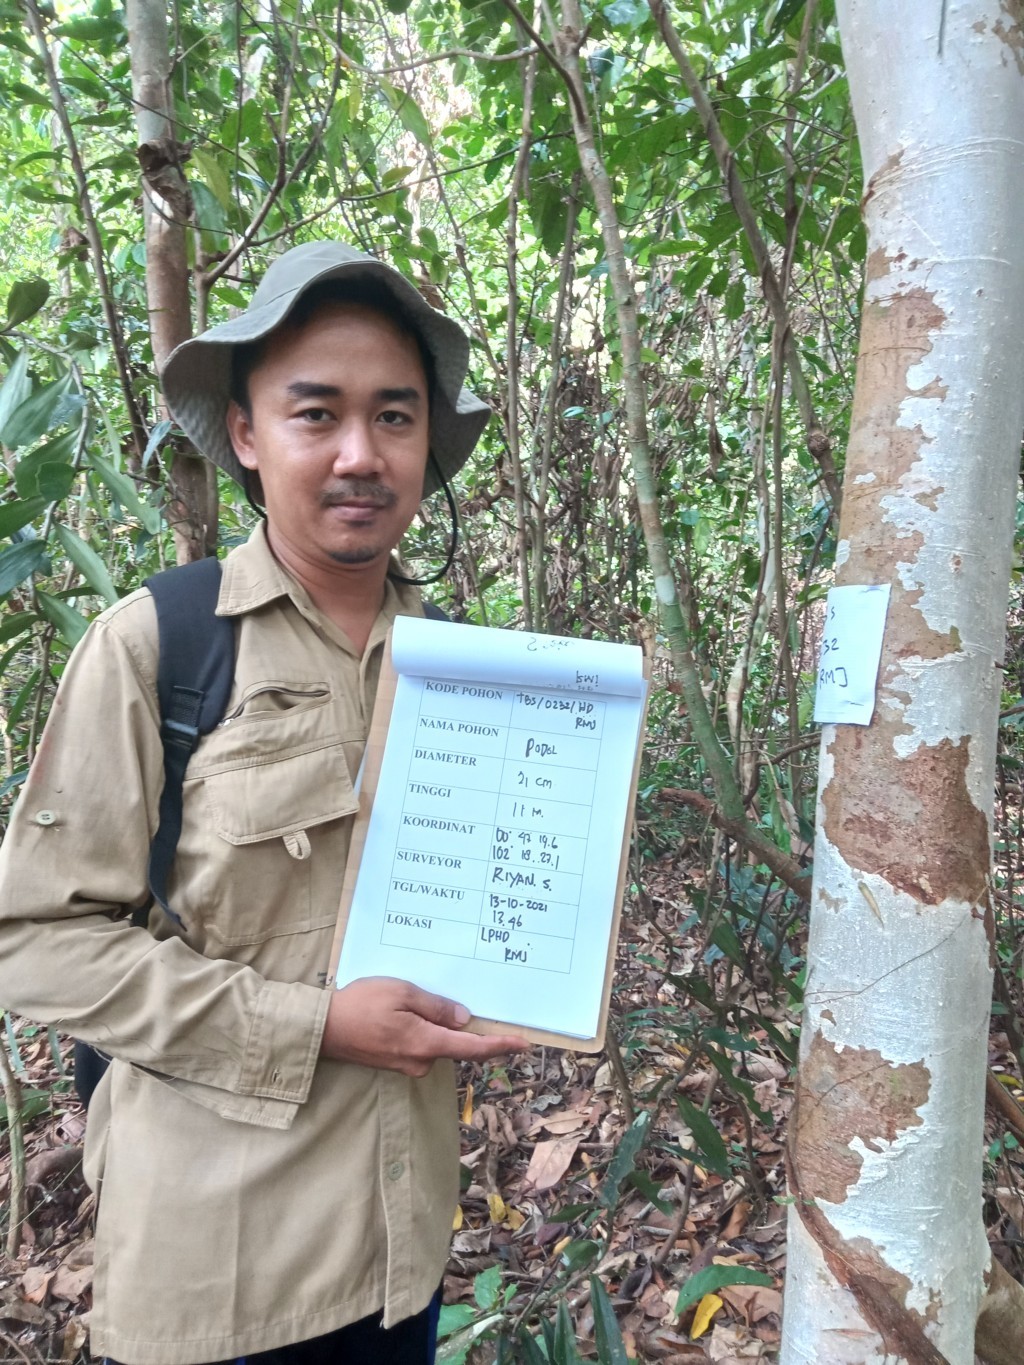 KODE POHON TBS/0232/HD
RMJ
NAMA POHON PODOL
DIAMETER 21 cm
TINGGI 11 M.
KOORDINAT 00° 47 19.6
102° 18. 27.1
SURVEYOR RIYAN. S.
TGL/WAKTU 13-10-2021
13.46
LOKASI LPHD
RMJ
S
32
RMJ